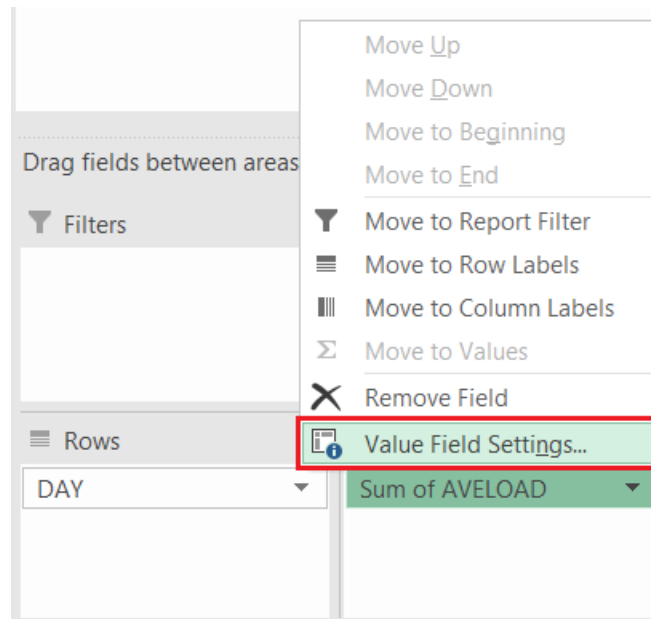 Move Up
Move Down
Move to Beginning
Drag fields between areas
Move to End
Filters
Move to Report Filter
Move to Row Labels
Move to Column Labels
Σ Move to Values
Remove Field
Rows
Value Field Settings...
DAY
Sum of AVELOAD